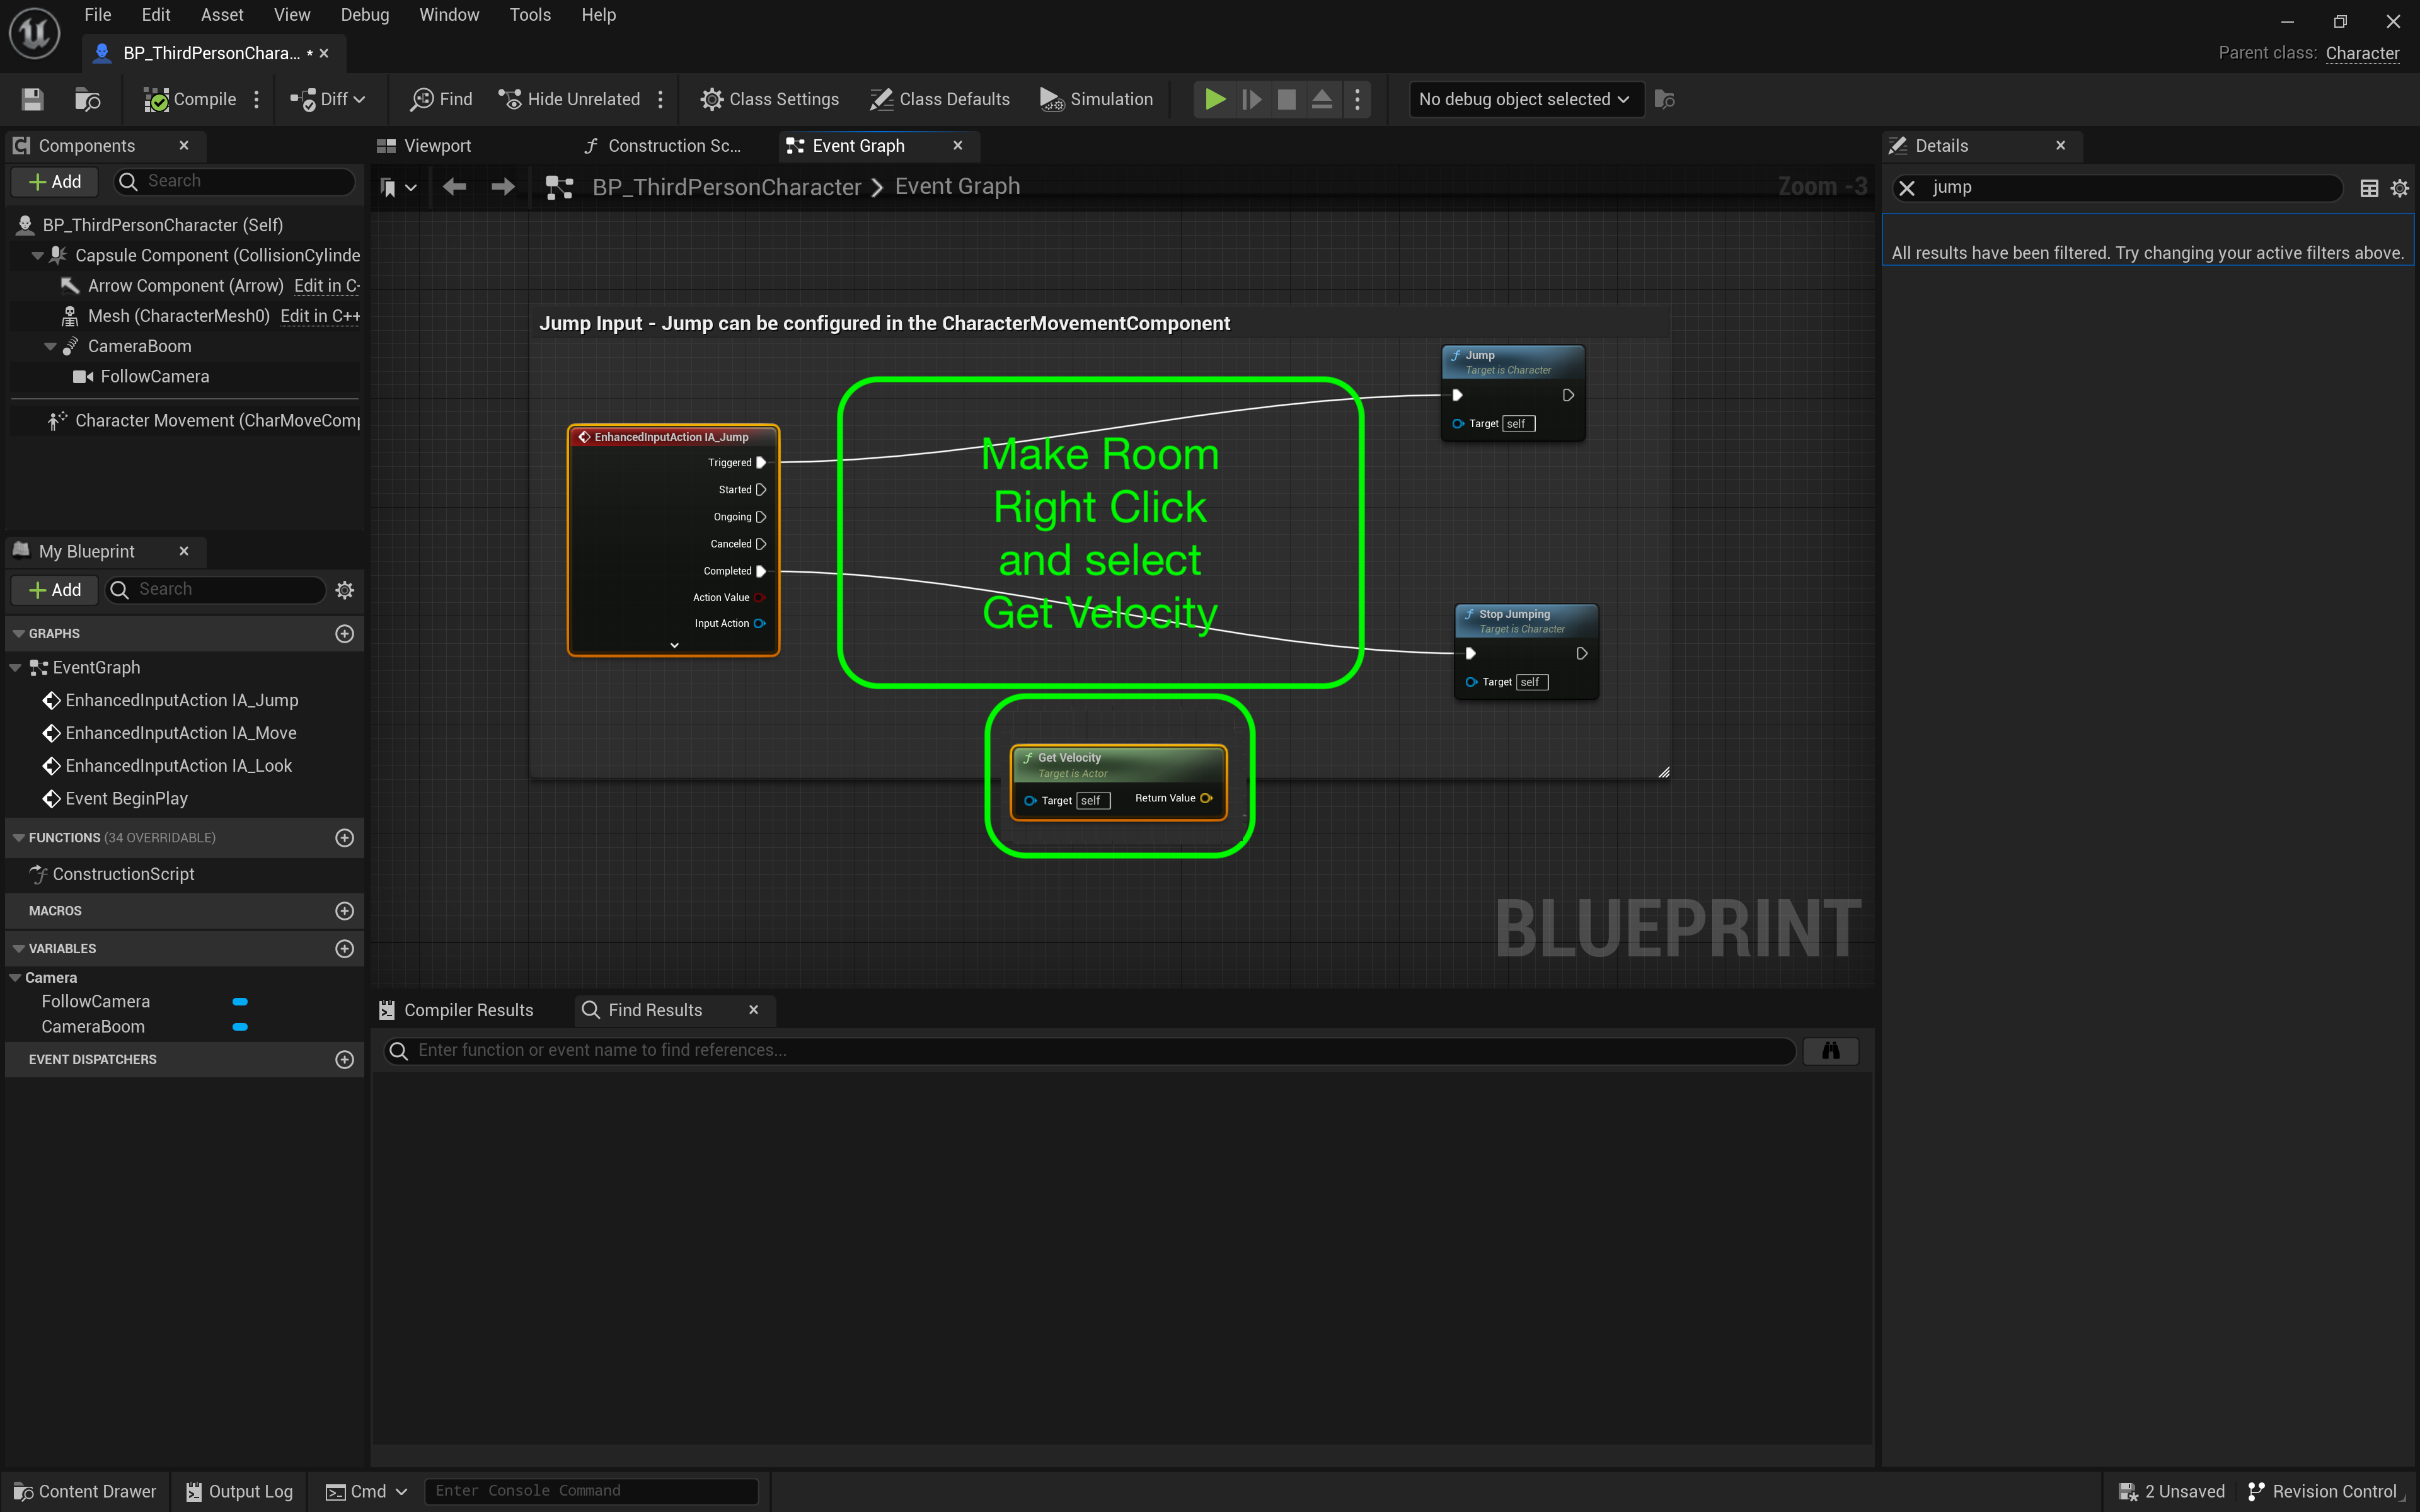 File Edit Asset View Debug Window Tools Help
BP_ThirdPersonChara... *
Parent class: Character
Compile Diff Find Hide Unrelated Class Settings Class Defaults Simulation No debug object selected
Components
Add Search
BP_ThirdPersonCharacter (Self)
Capsule Component (CollisionCylinde
Arrow Component (Arrow) Edit in C+
Mesh (CharacterMesh0) Edit in C++
CameraBoom
FollowCamera
Character Movement (CharMoveComp
My Blueprint
Add Search
GRAPHS
EventGraph
EnhancedInputAction IA_Jump
EnhancedInputAction IA_Move
EnhancedInputAction IA_Look
Event BeginPlay
FUNCTIONS (34 OVERRIDABLE)
ConstructionScript
MACROS
VARIABLES
Camera
FollowCamera
CameraBoom
EVENT DISPATCHERS
Viewport Construction Sc... Event Graph
BP_ThirdPersonCharacter > Event Graph
Zoom -3
Jump Input - Jump can be configured in the CharacterMovementComponent
EnhancedInputAction IA_Jump
Triggered
Started
Ongoing
Canceled
Completed
Action Value
Input Action
Make Room
Right Click
and select
Get Velocity
Jump
Target is Character
Target self
Stop Jumping
Target is Character
Target self
Get Velocity
Target is Actor
Target self Return Value
BLUEPRINT
Compiler Results Find Results
Enter function or event name to find references...
Details
jump
All results have been filtered. Try changing your active filters above.
Content Drawer Output Log Cmd Enter Console Command 2 Unsaved Revision Control